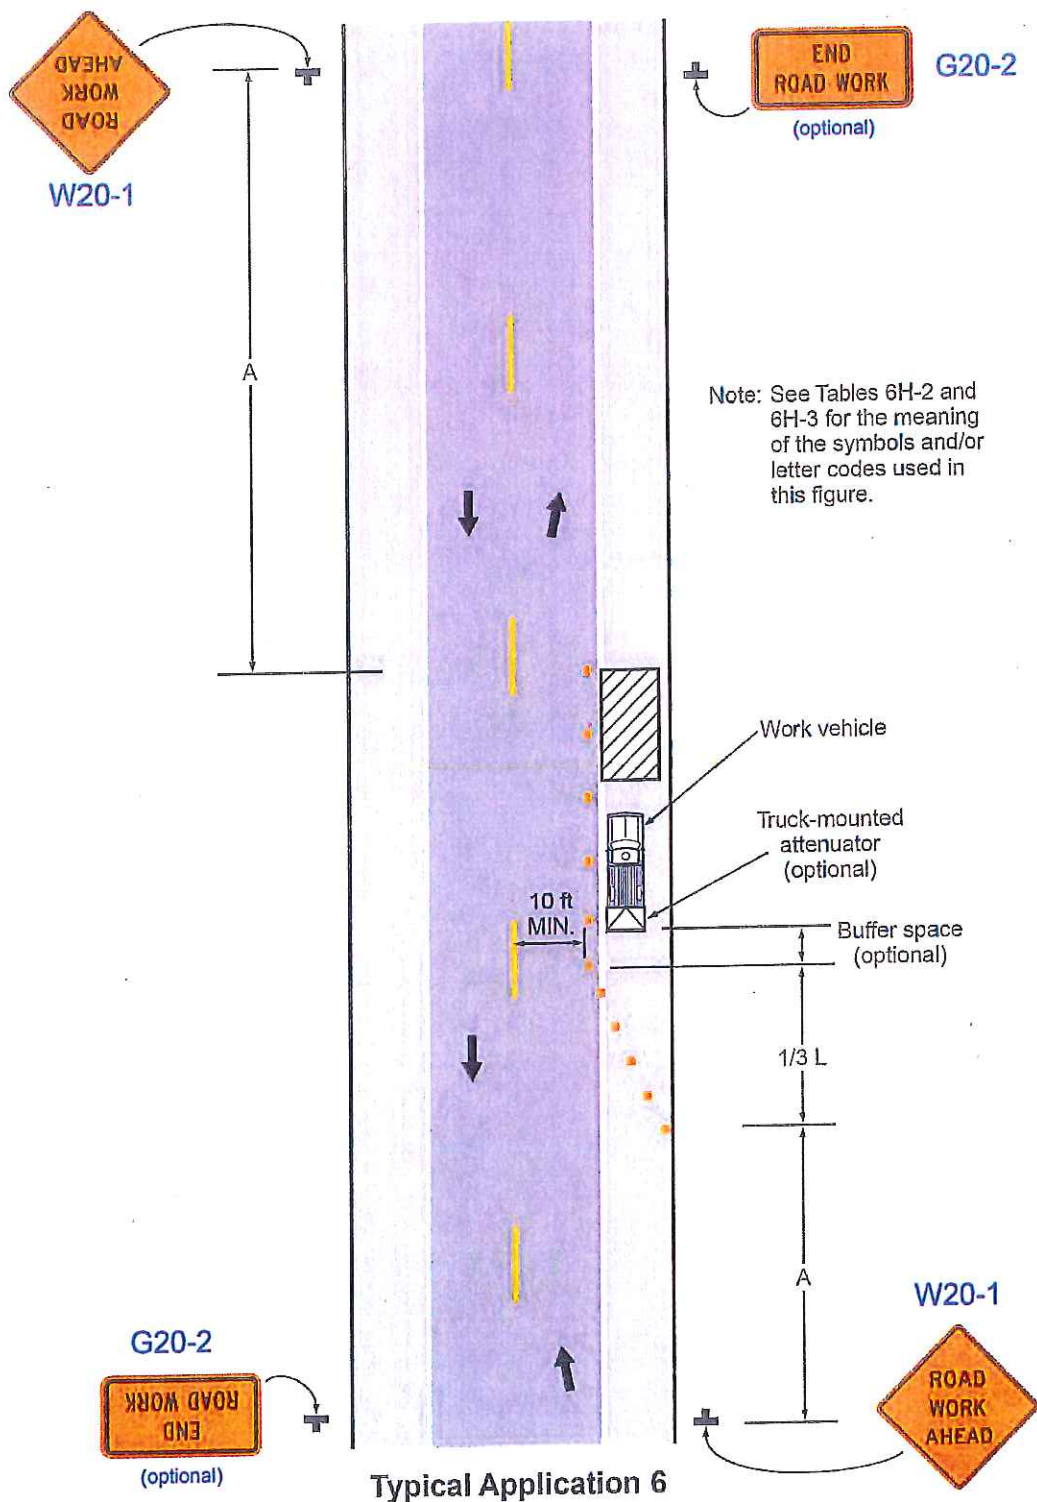 ROAD
WORK
AHEAD
W20-1
END
ROAD WORK
(optional)
G20-2
A
Note: See Tables 6H-2 and
6H-3 for the meaning
of the symbols and/or
letter codes used in
this figure.
Work vehicle
Truck-mounted
attenuator
(optional)
10 ft
MIN.
Buffer space
(optional)
1/3 L
A
W20-1
ROAD
WORK
AHEAD
G20-2
END
ROAD WORK
(optional)
Typical Application 6